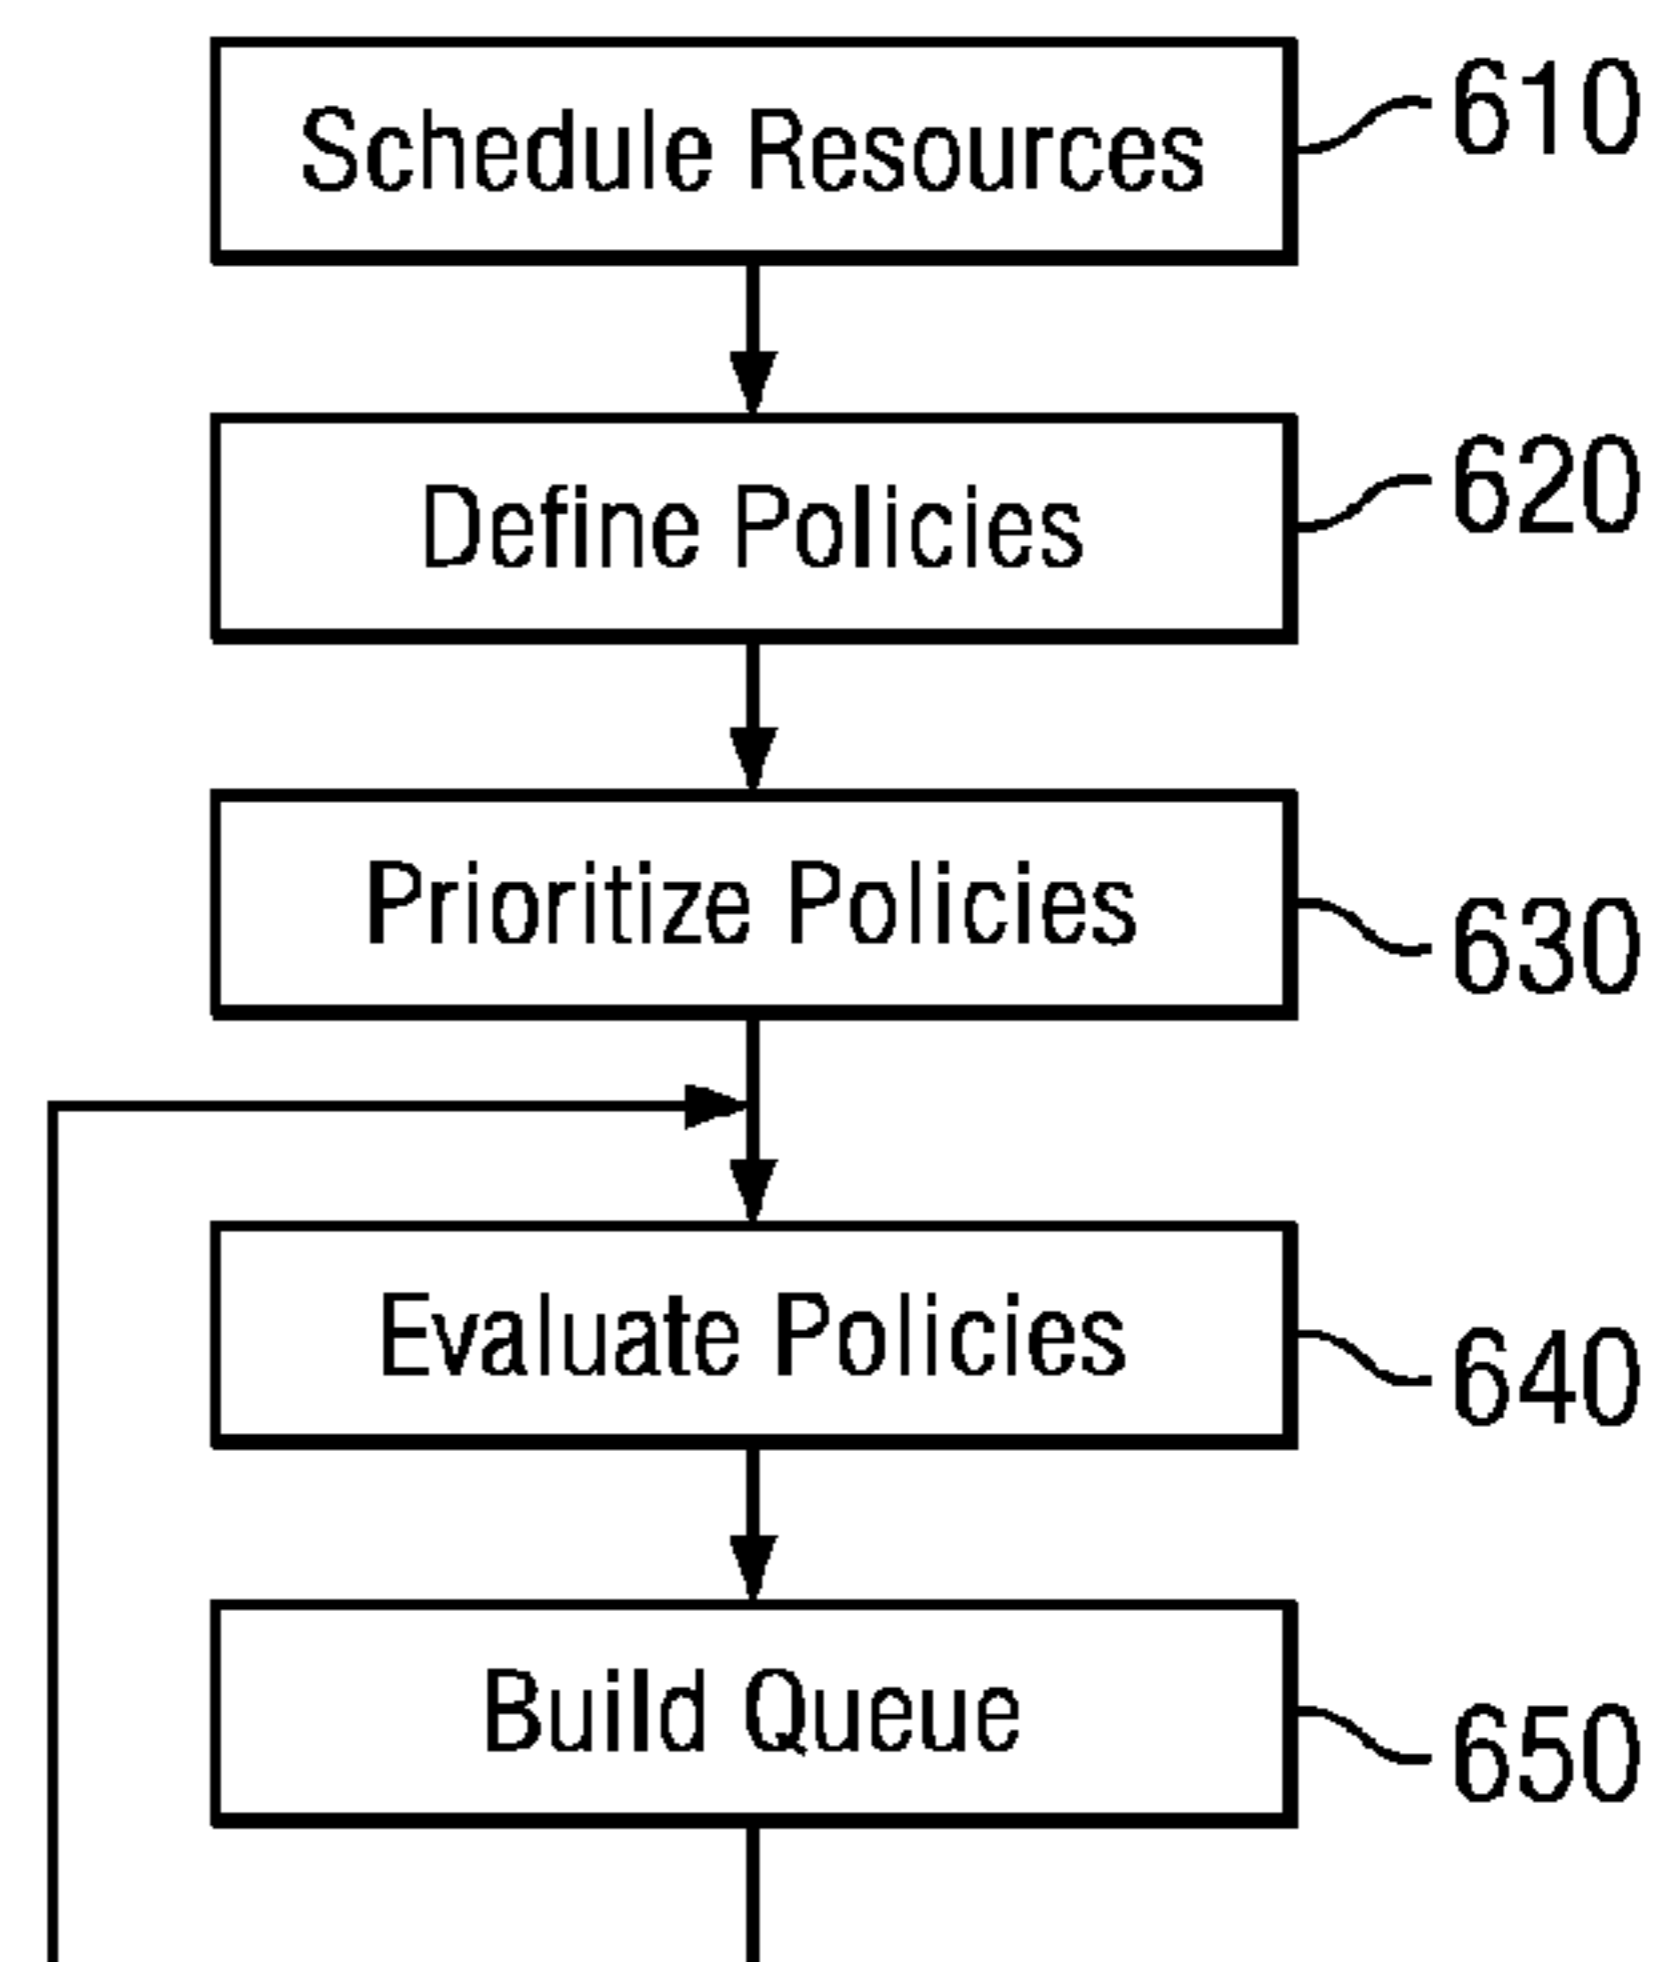 Schedule Resources
610
Define Policies
620
Prioritize Policies
630
Evaluate Policies
640
Build Queue
650